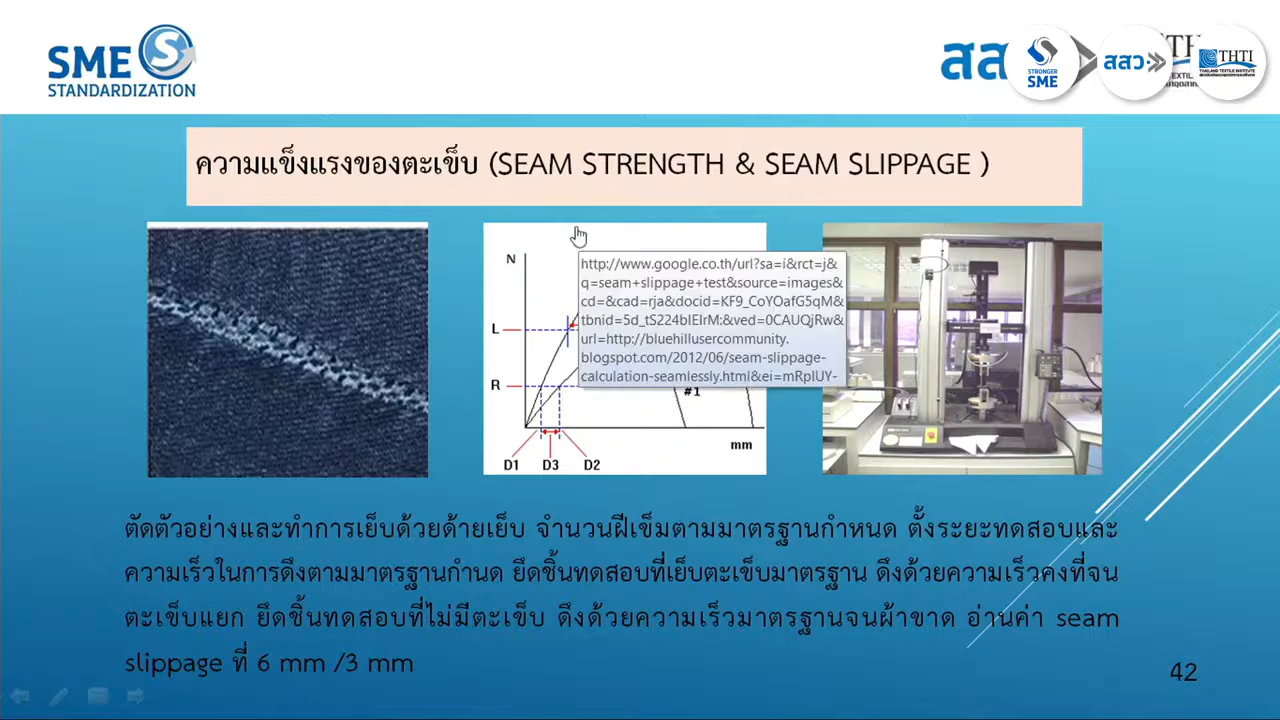 SME
STANDARDIZATION
สสว
STRONGER
SME
สสว
THTI
THAILAND TEXTILE INSTITUTE
ความแข็งแรงของตะเข็บ (SEAM STRENGTH & SEAM SLIPPAGE )
N
L
R
#1
mm
D1
D3
D2
http://www.google.co.th/url?sa=i&rct=j&
q=seam+slippage+test&source=images&
cd=&cad=rja&docid=KF9_CoYOafG5qM&
tbnid=5d_tS224bIEIrM:&ved=0CAUQjRw&
url=http://bluehillusercommunity.
blogspot.com/2012/06/seam-slippage-
calculation-seamlessly.html&ei=mRplUY-
ตัดตัวอย่างและทำการเย็บด้วยด้ายเย็บ จำนวนฝีเข็มตามมาตรฐานกำหนด ตั้งระยะทดสอบและ
ความเร็วในการดึงตามมาตรฐานกำนด ยึดชิ้นทดสอบที่เย็บตะเข็บมาตรฐาน ดึงด้วยความเร็วคงที่จน
ตะเข็บแยก ยึดชิ้นทดสอบที่ไม่มีตะเข็บ ดึงด้วยความเร็วมาตรฐานจนผ้าขาด อ่านค่า seam
slippage ที่ 6 mm /3 mm
42